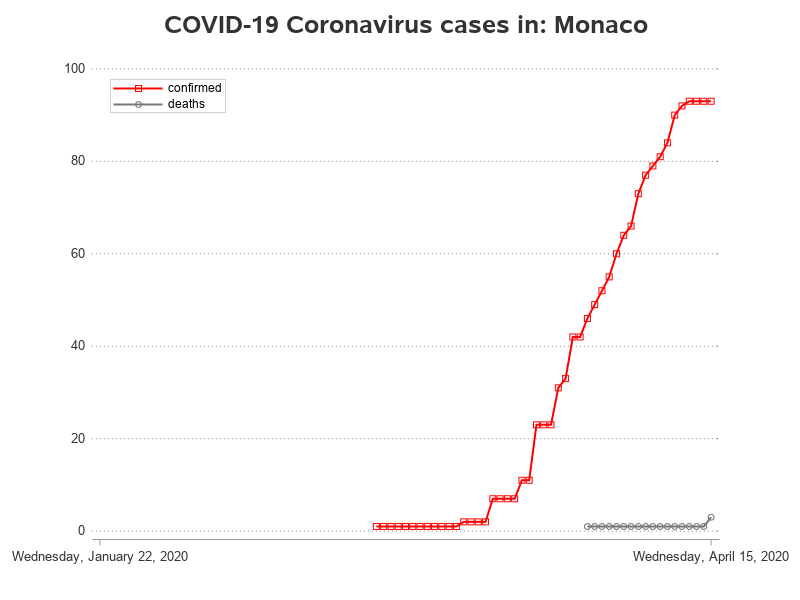 COVID-19 Coronavirus cases in: Monaco
100
confirmed
deaths
80
60
40
20
0
Wednesday, January 22, 2020
Wednesday, April 15, 2020